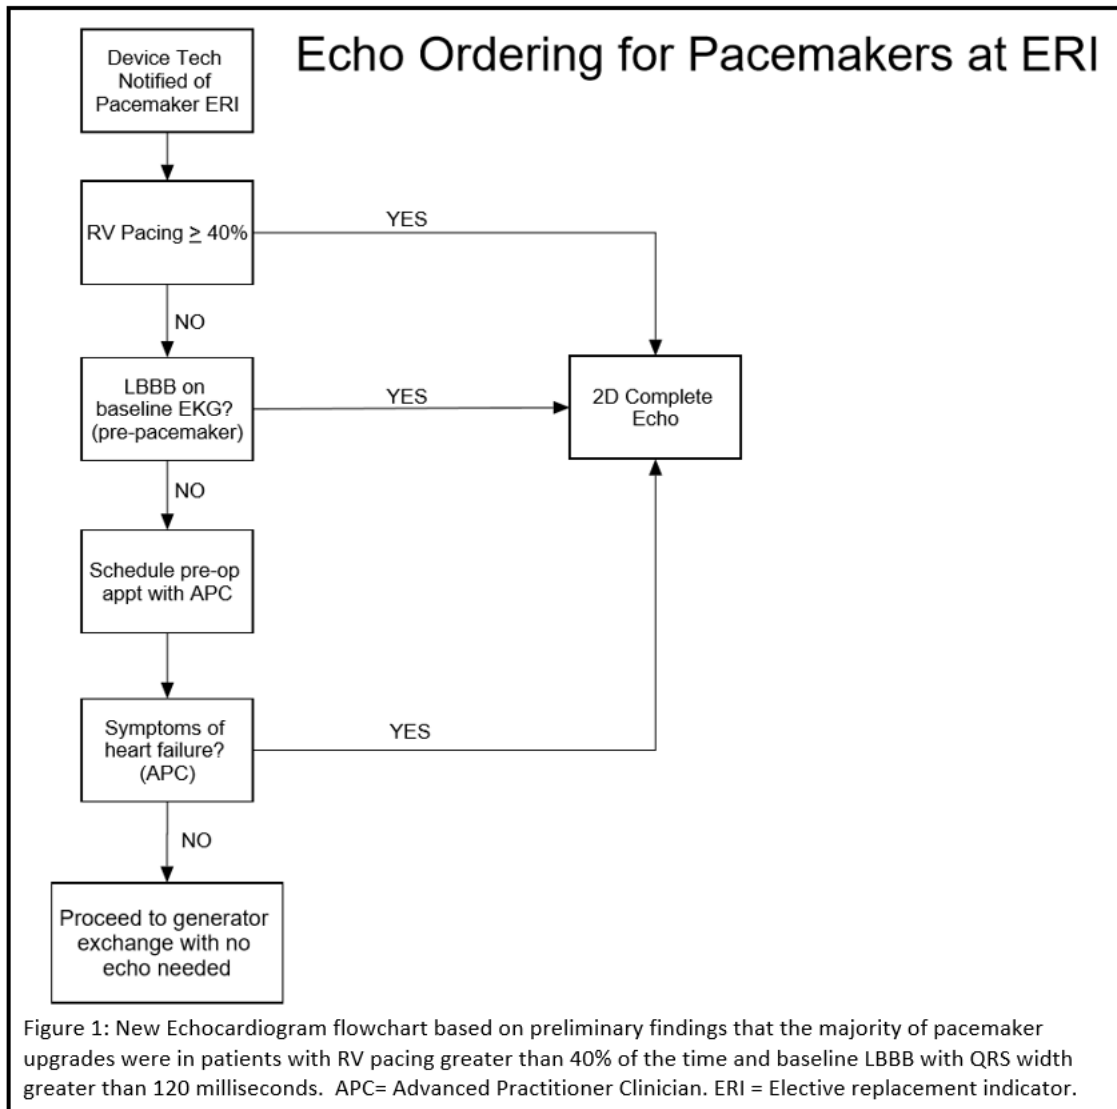 Echo Ordering for Pacemakers at ERI
Device Tech
Notified of
Pacemaker ERI
RV Pacing ≥ 40%
YES
NO
LBBB on
baseline EKG?
(pre-pacemaker)
YES
2D Complete
Echo
NO
Schedule pre-op
appt with APC
Symptoms of
heart failure?
(APC)
YES
NO
Proceed to generator
exchange with no
echo needed
Figure 1: New Echocardiogram flowchart based on preliminary findings that the majority of pacemaker
upgrades were in patients with RV pacing greater than 40% of the time and baseline LBBB with QRS width
greater than 120 milliseconds.  APC= Advanced Practitioner Clinician. ERI = Elective replacement indicator.